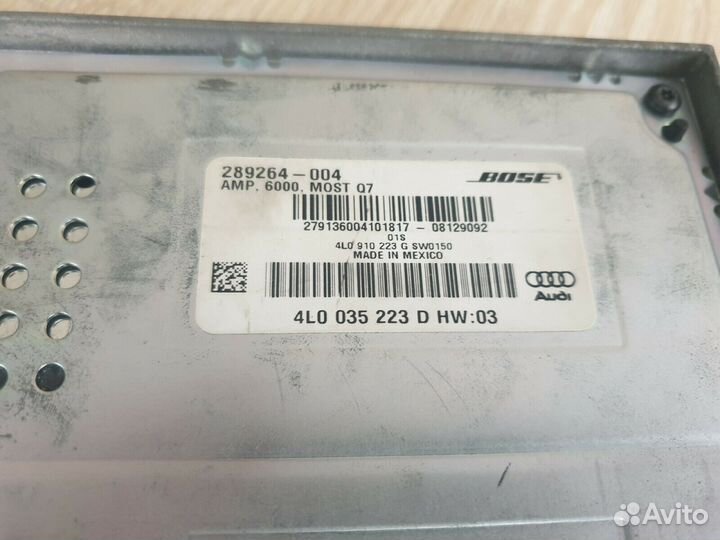 289264-004
BOSE
AMP, 6000, MOST Q7
279136004101817 - 08129092
01S
4L0 910 223 G SW0150
MADE IN MEXICO
Audi
4L0 035 223 D HW:03
Avito